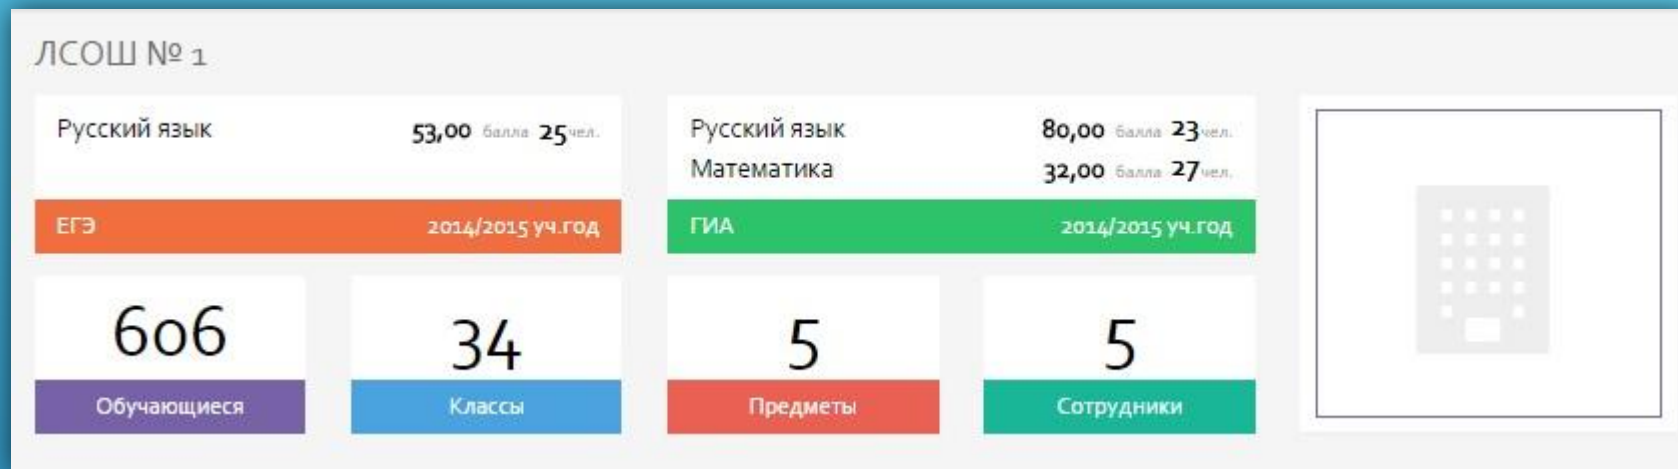 ЛСОШ № 1
Русский язык 53,00 балла 25 чел.
ЕГЭ 2014/2015 уч.год
Русский язык 80,00 балла 23 чел.
Математика 32,00 балла 27 чел.
ГИА 2014/2015 уч.год
606
Обучающиеся
34
Классы
5
Предметы
5
Сотрудники